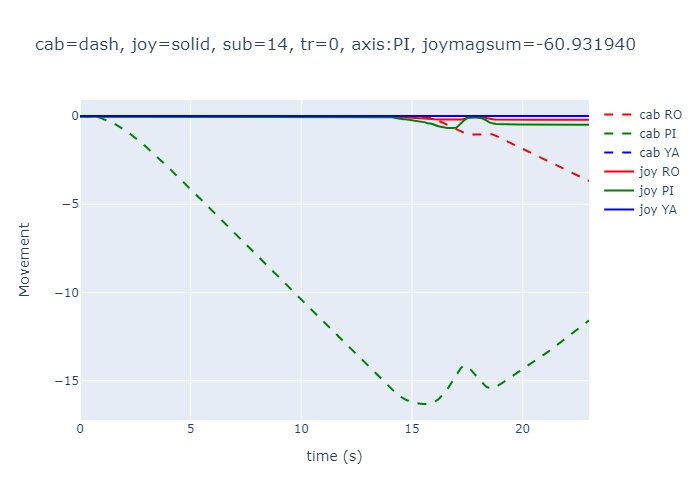 cab=dash, joy=solid, sub=14, tr=0, axis:PI, joymagsum=-60.931940
0
−5
−10
−15
Movement
0
5
10
15
20
time (s)
cab RO
cab PI
cab YA
joy RO
joy PI
joy YA